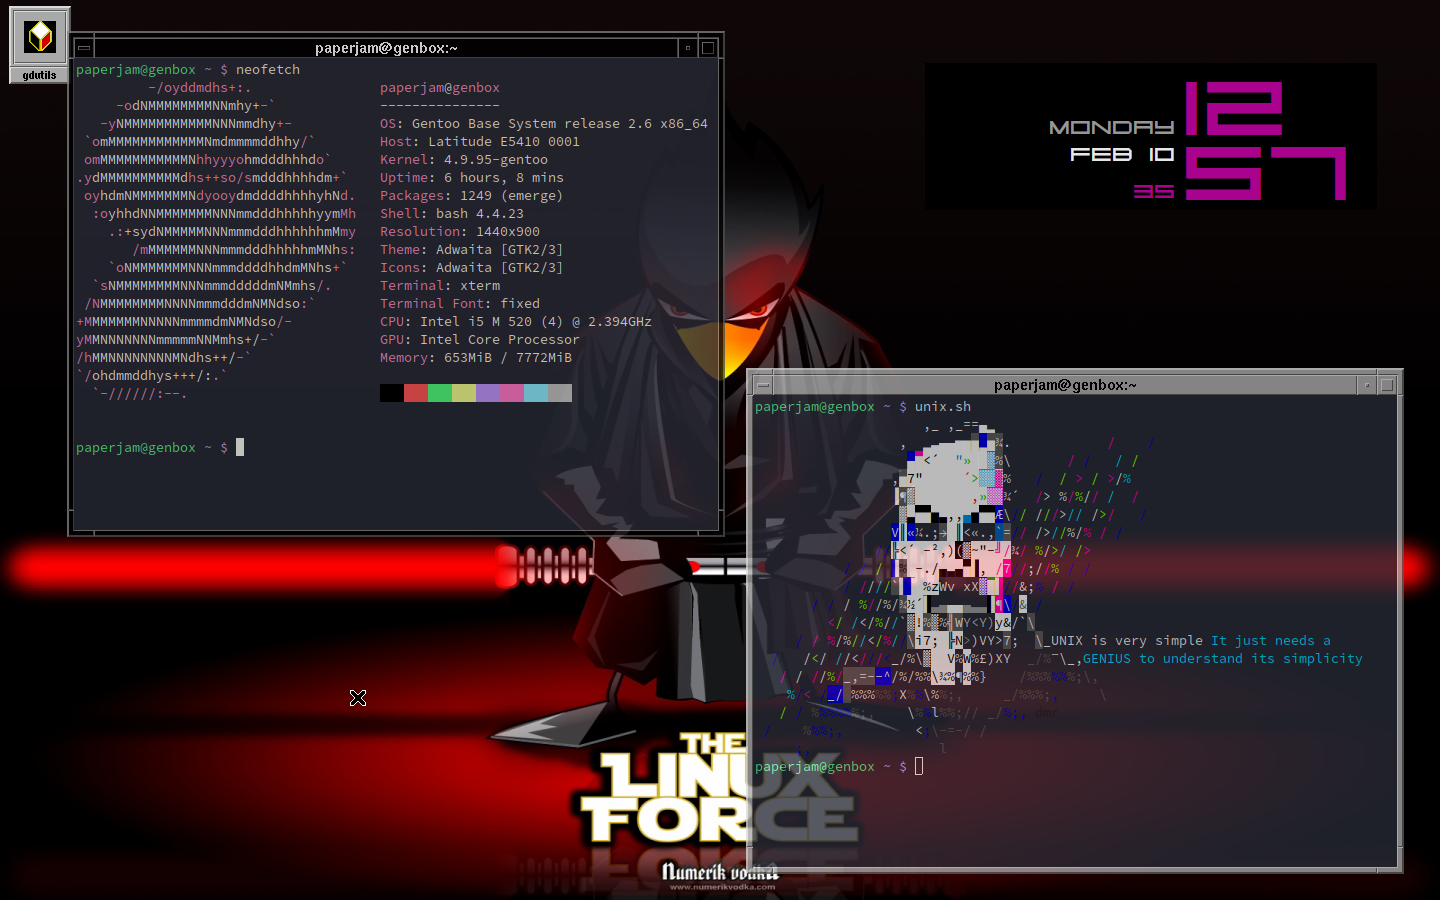 gdutils
paperjam@genbox:~
paperjam@genbox ~ $ neofetch
-/oyddmdhs+:.
-odNMMMMMMMMNNmhy+-`
-yNMMMMMMMMMMMNNNmmdhy+-
`omMMMMMMMMMMMMNmdmmmmddhhy/`
omMMMMMMMMMMMNhhyyyohmdddhhhdo`
.ydMMMMMMMMMMdhs++so/smdddhhhhdm+`
oyhdmNMMMMMMMNdyooydmddddhhhhyhNd.
:oyhhdNNMMMMMMMNNNmmdddhhhhhyymMh
.:+sydNMMMMMNNNmmmdddhhhhhhmMmy
/mMMMMMMNNNmmmdddhhhhhmMNhs:
`oNMMMMMMMNNNmmmddddhhdmMNhs+`
`sNMMMMMMMMNNNmmmdddddmNMmhs/.
/NMMMMMMMMNNNNmmmdddmNMNdso:`
+MMMMMMMNNNNNmmmmdmNMNdso/-
yMMNNNNNNNmmmmmNNMmhs+/-`
/hMMNNNNNNNNMNdhs++/-`
`/ohdmmddhys+++/:.`
`-//////:--.
paperjam@genbox
---------------
OS: Gentoo Base System release 2.6 x86_64
Host: Latitude E5410 0001
Kernel: 4.9.95-gentoo
Uptime: 6 hours, 8 mins
Packages: 1249 (emerge)
Shell: bash 4.4.23
Resolution: 1440x900
Theme: Adwaita [GTK2/3]
Icons: Adwaita [GTK2/3]
Terminal: xterm
Terminal Font: fixed
CPU: Intel i5 M 520 (4) @ 2.394GHz
GPU: Intel Core Processor
Memory: 653MiB / 7772MiB
paperjam@genbox ~ $
MONDAY
FEB 10
35
12
57
paperjam@genbox:~
paperjam@genbox ~ $ unix.sh
_UNIX is very simple It just needs a
GENIUS to understand its simplicity
dmr
paperjam@genbox ~ $
THE
LINUX
FORCE
Numerik vodkA
www.numerikvodka.com